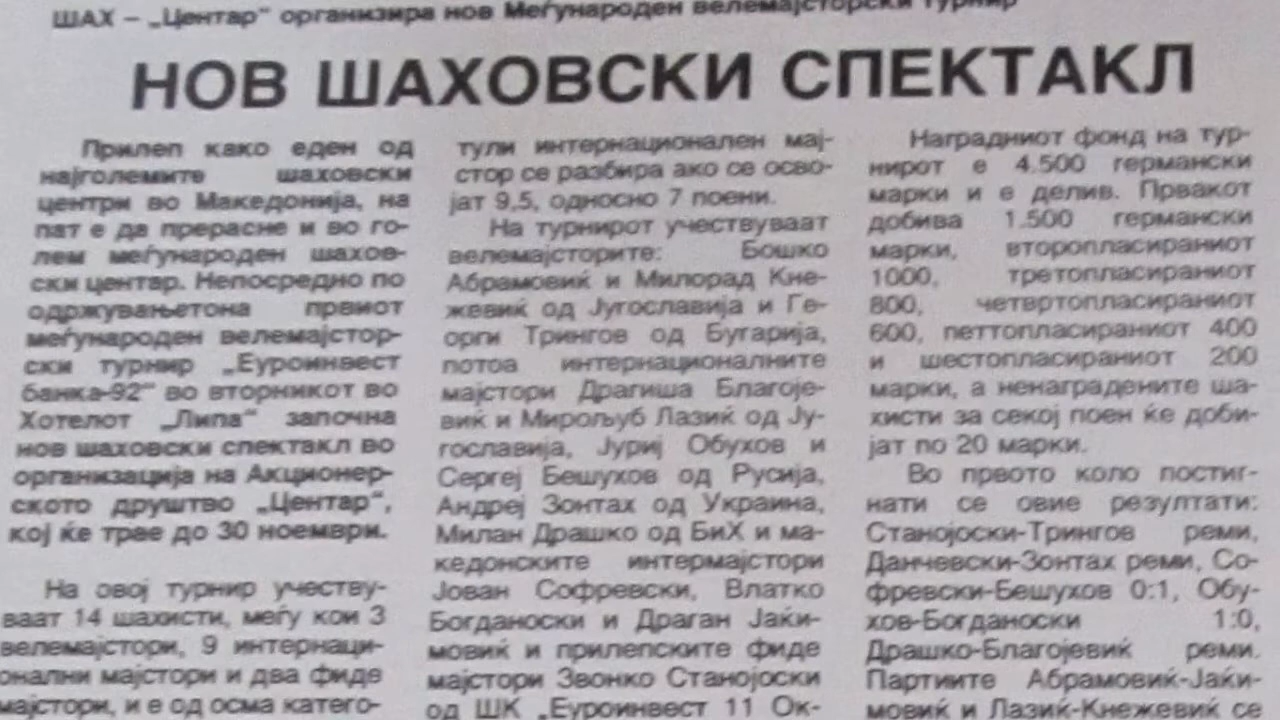 ШАХ – „Центар“ организира нов Меѓународен велемајсторски турнир
НОВ ШАХОВСКИ СПЕКТАКЛ
Прилеп како еден од
најголемите шаховски
центри во Македонија, на
пат е да прерасне и во го-
лем меѓународен шахов-
ски центар. Непосредно по
одржувањетона првиот
меѓународен велемајстор-
ски турнир „Еуроинвест
банка-92“ во вторникот во
Хотелот „Липа“ започна
нов шаховски спектакл во
организација на Акционер-
ското друштво „Центар“,
кој ќе трае до 30 ноември.
На овој турнир учеству-
ваат 14 шахисти, меѓу кои 3
велемајстори, 9 интернаци-
онални мајстори и два фиде
мајстори, и е од осма катего-
тули интернационален мај-
стор се разбира ако се осво-
јат 9,5, односно 7 поени.
На турнирот учествуваат
велемајсторите: Бошко
Абрамовиќ и Милорад Кне-
жевиќ од Југославија и Ге-
орги Трингов од Бугарија,
потоа интернационалните
мајстори Драгиша Благоје-
виќ и Мирољуб Лазиќ од Ју-
гославија, Јуриј Обухов и
Сергеј Бешухов од Русија,
Андреј Зонтах од Украина,
Милан Драшко од БиХ и ма-
кедонските интермајстори
Јован Софревски, Влатко
Богданоски и Драган Јаќи-
мовиќ и прилепските фиде
мајстори Звонко Станојоски
од ШК „Еуроинвест 11 Ок-
Наградниот фонд на тур-
нирот е 4.500 германски
марки и е делив. Првакот
добива 1.500 германски
марки, второпласираниот
1000, третопласираниот
800, четвртопласираниот
600, петтопласираниот 400
и шестопласираниот 200
марки, а ненаградените ша-
хисти за секој поен ќе доби-
јат по 20 марки.
Во првото коло постиг-
нати се овие резултати:
Станојоски-Трингов реми,
Данчевски-Зонтах реми, Со-
фревски-Бешухов 0:1, Обу-
хов-Богданоски 1:0,
Драшко-Благојевиќ реми.
Партиите Абрамовиќ-Јаќи-
мовиќ и Лазиќ-Кнежевиќ се